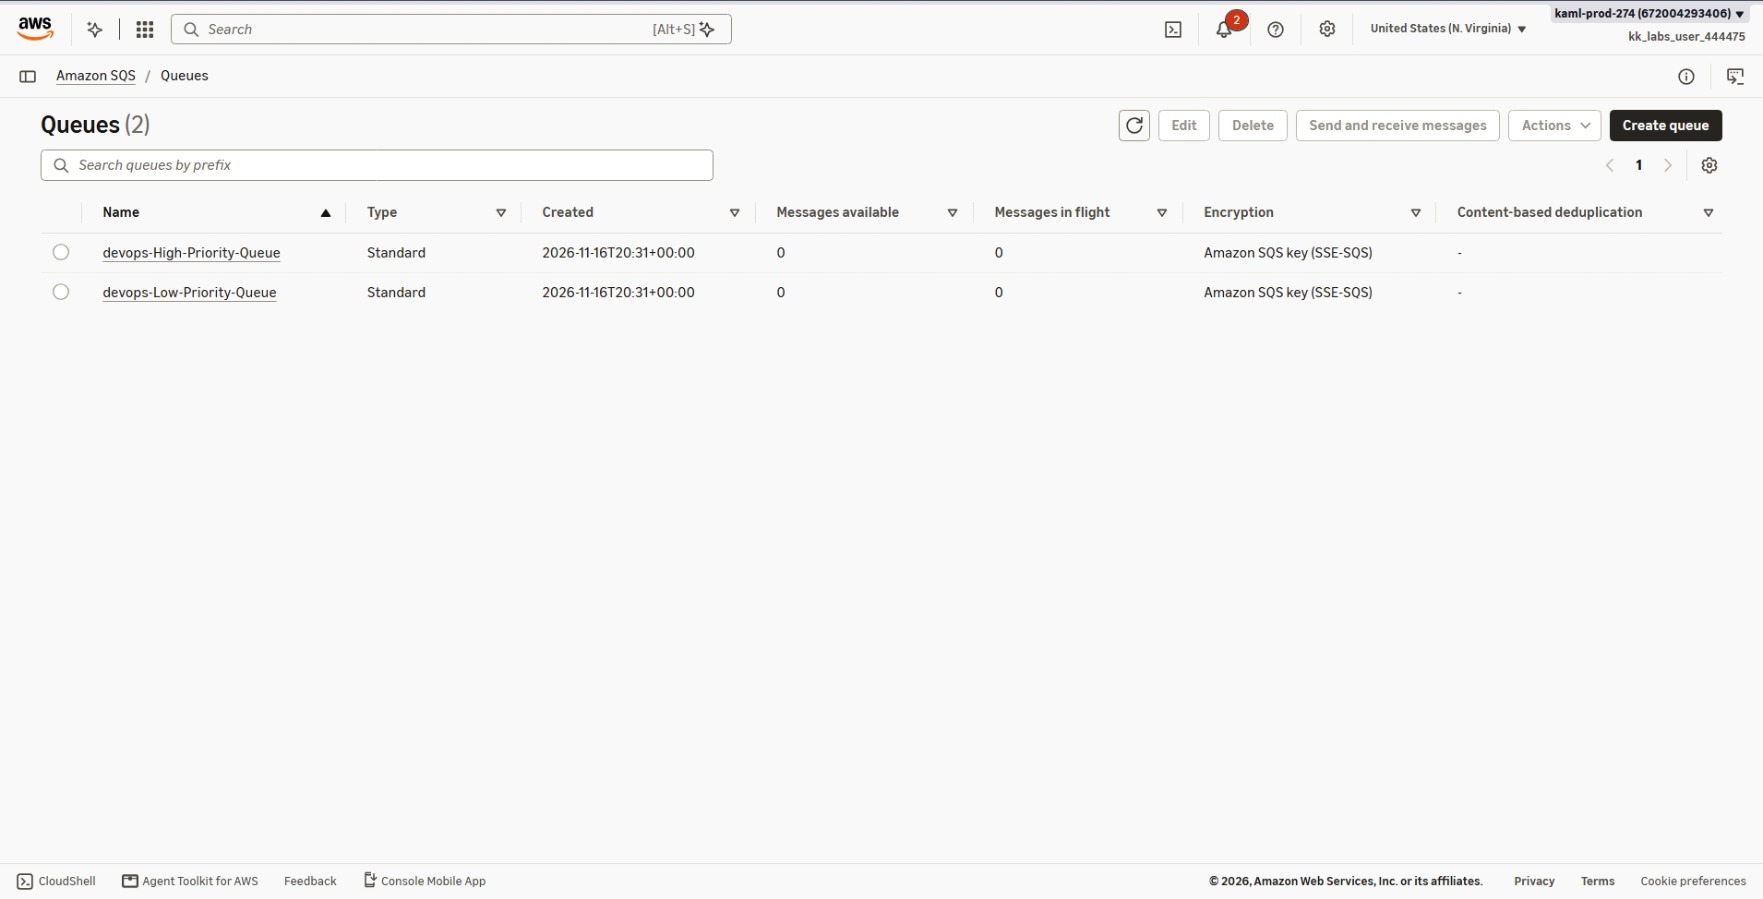 aws
Search [Alt+S]
2
United States (N. Virginia)
kaml-prod-274 (672004293406)
kk_labs_user_444475
Amazon SQS / Queues
Queues (2)
Edit
Delete
Send and receive messages
Actions
Create queue
Search queues by prefix
1
Name Type Created Messages available Messages in flight Encryption Content-based deduplication
devops-High-Priority-Queue Standard 2026-11-16T20:31+00:00 0 0 Amazon SQS key (SSE-SQS) -
devops-Low-Priority-Queue Standard 2026-11-16T20:31+00:00 0 0 Amazon SQS key (SSE-SQS) -
CloudShell Agent Toolkit for AWS Feedback Console Mobile App © 2026, Amazon Web Services, Inc. or its affiliates. Privacy Terms Cookie preferences